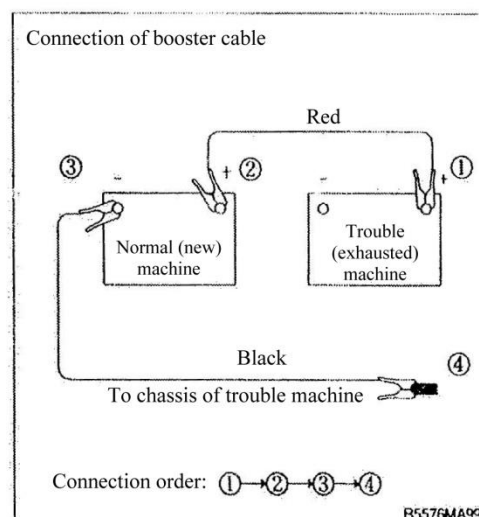 Connection of booster cable
Red
③ - + ② - + ①
Normal (new)
machine
Trouble
(exhausted)
machine
Black
④
To chassis of trouble machine
Connection order: ①→②→③→④
B5576MA99